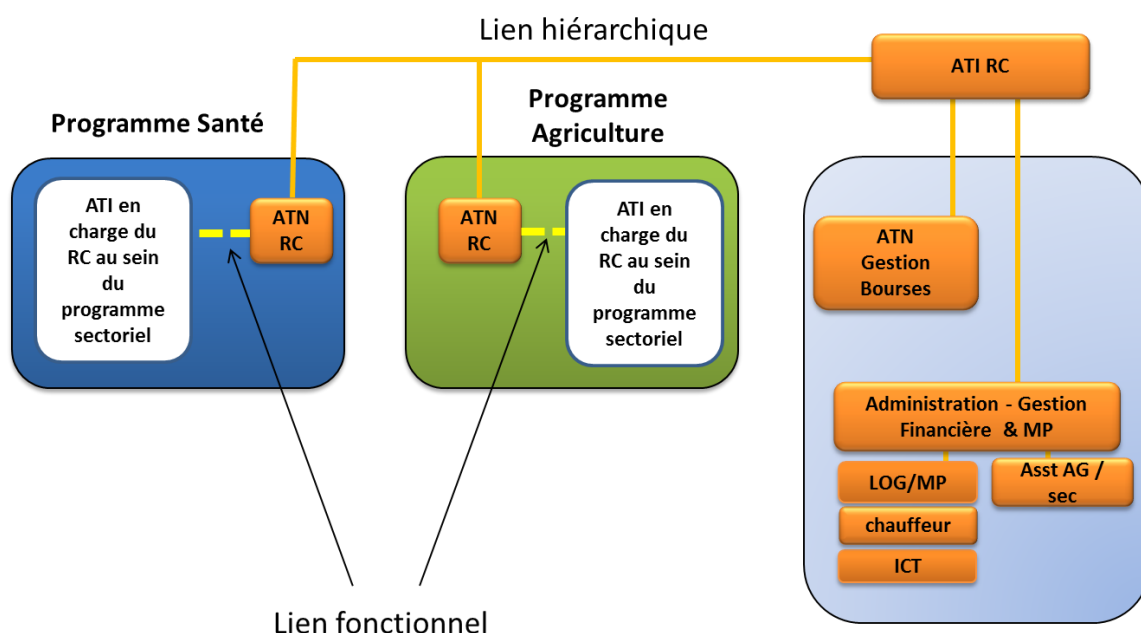 Lien hiérarchique
ATI RC
Programme Santé
Programme
Agriculture
ATI en
charge du
RC au sein
du
programme
sectoriel
ATN
RC
ATN
RC
ATI en
charge du
RC au sein
du
programme
sectoriel
ATN
Gestion
Bourses
Administration - Gestion
Financière & MP
LOG/MP
Asst AG /
sec
chauffeur
ICT
Lien fonctionnel